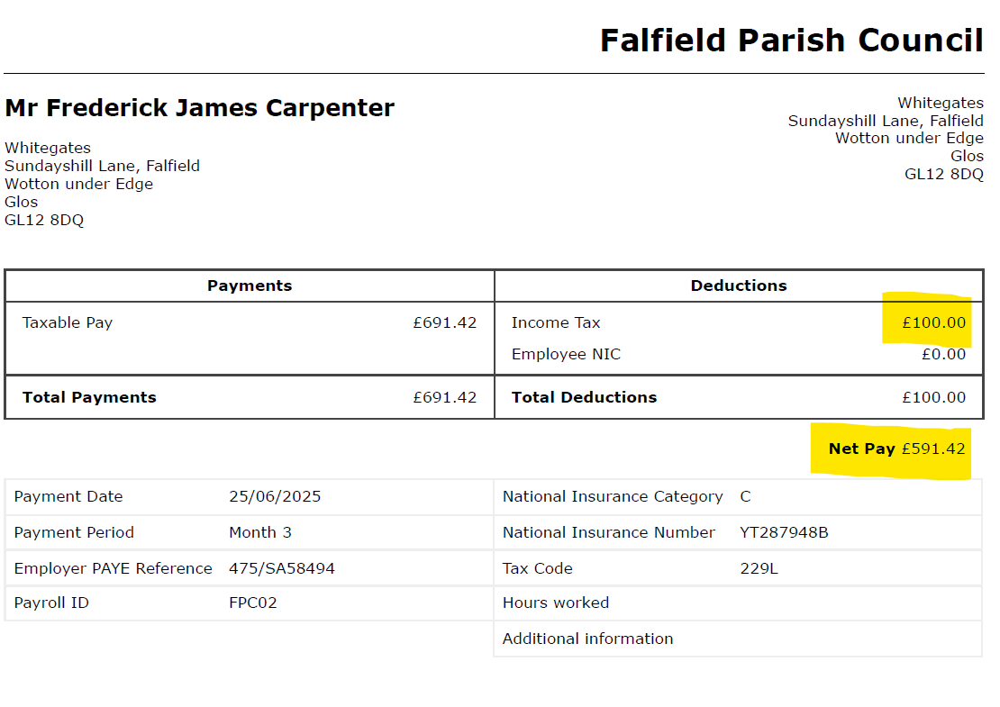 Falfield Parish Council
Mr Frederick James Carpenter
Whitegates
Sundayshill Lane, Falfield
Wotton under Edge
Glos
GL12 8DQ
Whitegates
Sundayshill Lane, Falfield
Wotton under Edge
Glos
GL12 8DQ
Payments Deductions
Taxable Pay £691.42 Income Tax £100.00
Employee NIC £0.00
Total Payments £691.42 Total Deductions £100.00
Net Pay £591.42
Payment Date 25/06/2025 National Insurance Category C
Payment Period Month 3 National Insurance Number YT287948B
Employer PAYE Reference 475/SA58494 Tax Code 229L
Payroll ID FPC02 Hours worked
Additional information